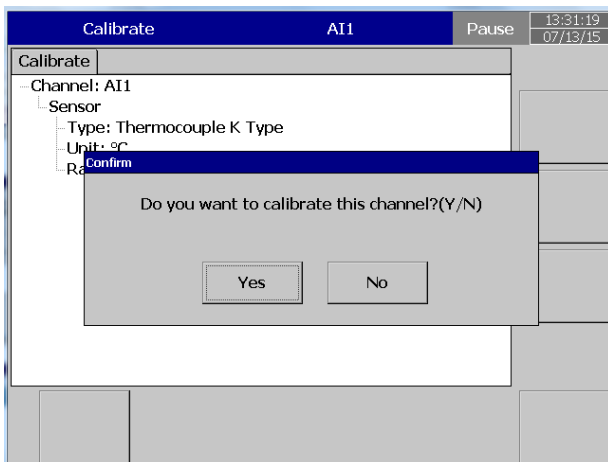 Calibrate AI1 Pause 13:31:19
07/13/15
Calibrate
Channel: AI1
Sensor
Type: Thermocouple K Type
Unit: °C
Confirm
Do you want to calibrate this channel?(Y/N)
Yes No